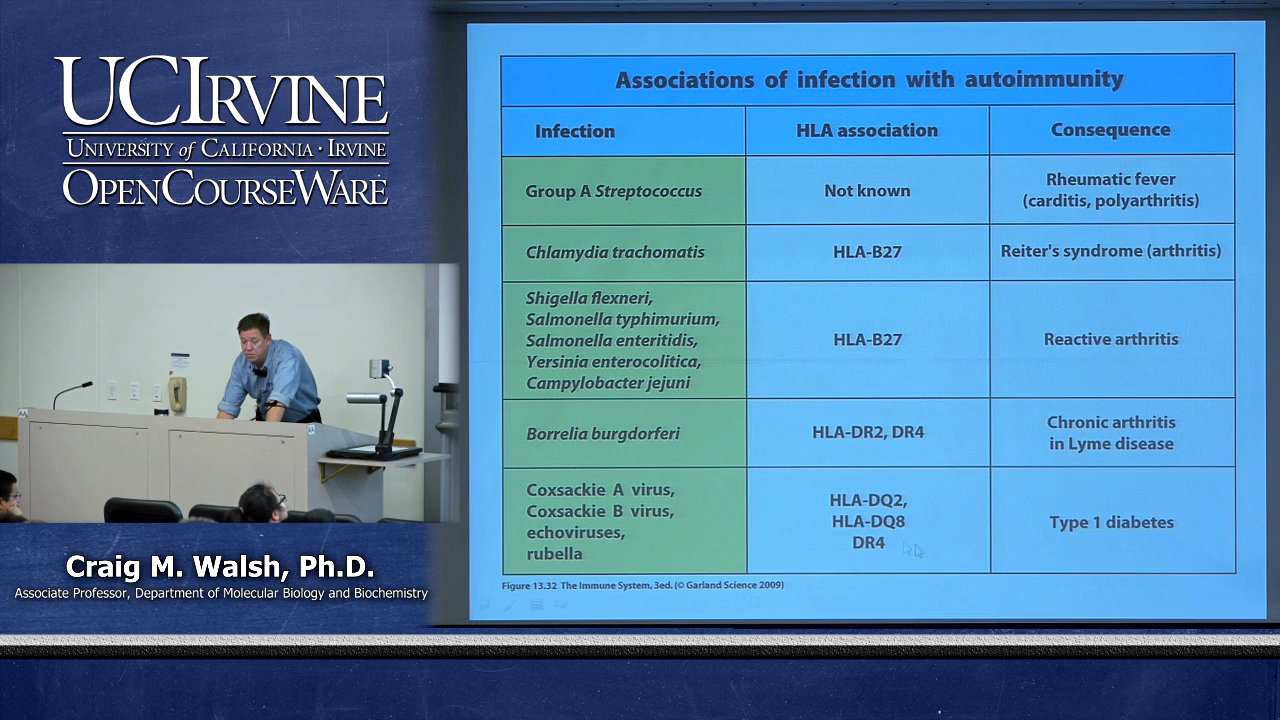 UCIRVINE
UNIVERSITY of CALIFORNIA · IRVINE
OPENCOURSEWARE
Craig M. Walsh, Ph.D.
Associate Professor, Department of Molecular Biology and Biochemistry
Associations of infection with autoimmunity
Infection
HLA association
Consequence
Group A Streptococcus
Not known
Rheumatic fever
(carditis, polyarthritis)
Chlamydia trachomatis
HLA-B27
Reiter's syndrome (arthritis)
Shigella flexneri,
Salmonella typhimurium,
Salmonella enteritidis,
Yersinia enterocolitica,
Campylobacter jejuni
HLA-B27
Reactive arthritis
Borrelia burgdorferi
HLA-DR2, DR4
Chronic arthritis
in Lyme disease
Coxsackie A virus,
Coxsackie B virus,
echoviruses,
rubella
HLA-DQ2,
HLA-DQ8
DR4
Type 1 diabetes
Figure 13.32 The Immune System, 3ed. (© Garland Science 2009)